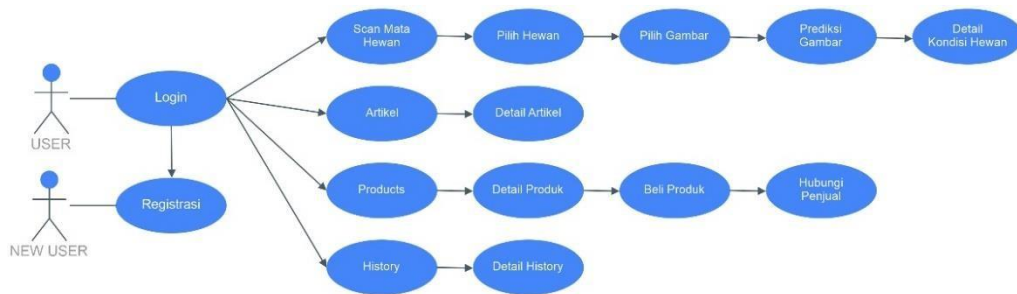 Scan Mata
Hewan
Pilih Hewan
Pilih Gambar
Prediksi
Gambar
Detail
Kondisi Hewan
Login
USER
Artikel
Detail Artikel
Registrasi
NEW USER
Products
Detail Produk
Beli Produk
Hubungi
Penjual
History
Detail History